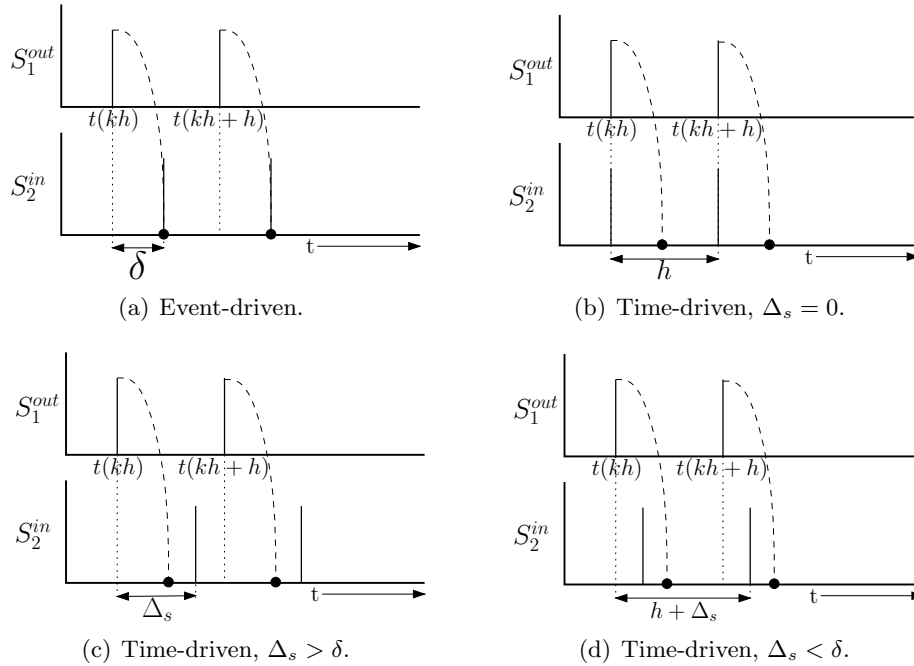 S_1^{out}
t(kh)
t(kh + h)
S_2^{in}
t
δ
(a) Event-driven.
S_1^{out}
t(kh)
t(kh + h)
S_2^{in}
h
t
(b) Time-driven, Δ_s = 0.
S_1^{out}
t(kh)
t(kh + h)
S_2^{in}
Δ_s
t
(c) Time-driven, Δ_s > δ.
S_1^{out}
t(kh)
t(kh + h)
S_2^{in}
h + Δ_s
t
(d) Time-driven, Δ_s < δ.